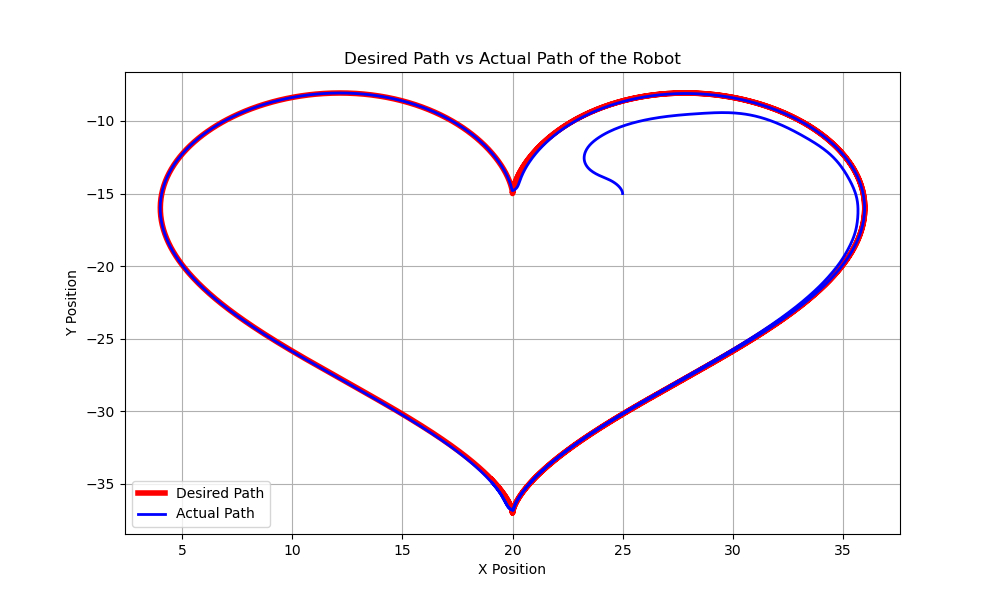 Desired Path vs Actual Path of the Robot
Y Position
−10
−15
−20
−25
−30
−35
Desired Path
Actual Path
5 10 15 20 25 30 35
X Position